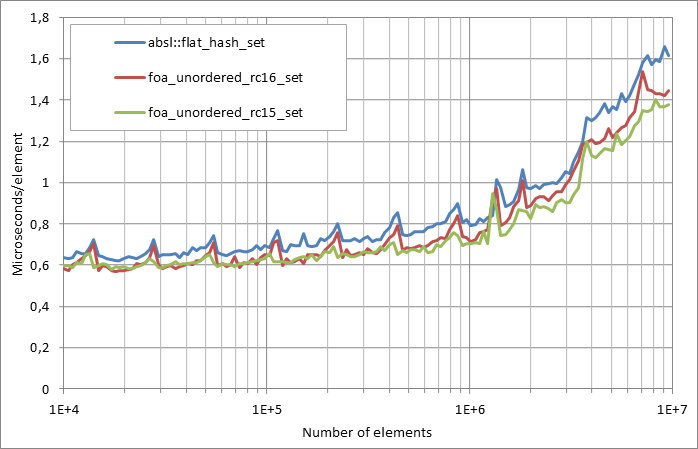 1,8
1,6
1,4
1,2
1
0,8
0,6
0,4
0,2
0
Microseconds/element
absl::flat_hash_set
foa_unordered_rc16_set
foa_unordered_rc15_set
1E+4 1E+5 1E+6 1E+7
Number of elements